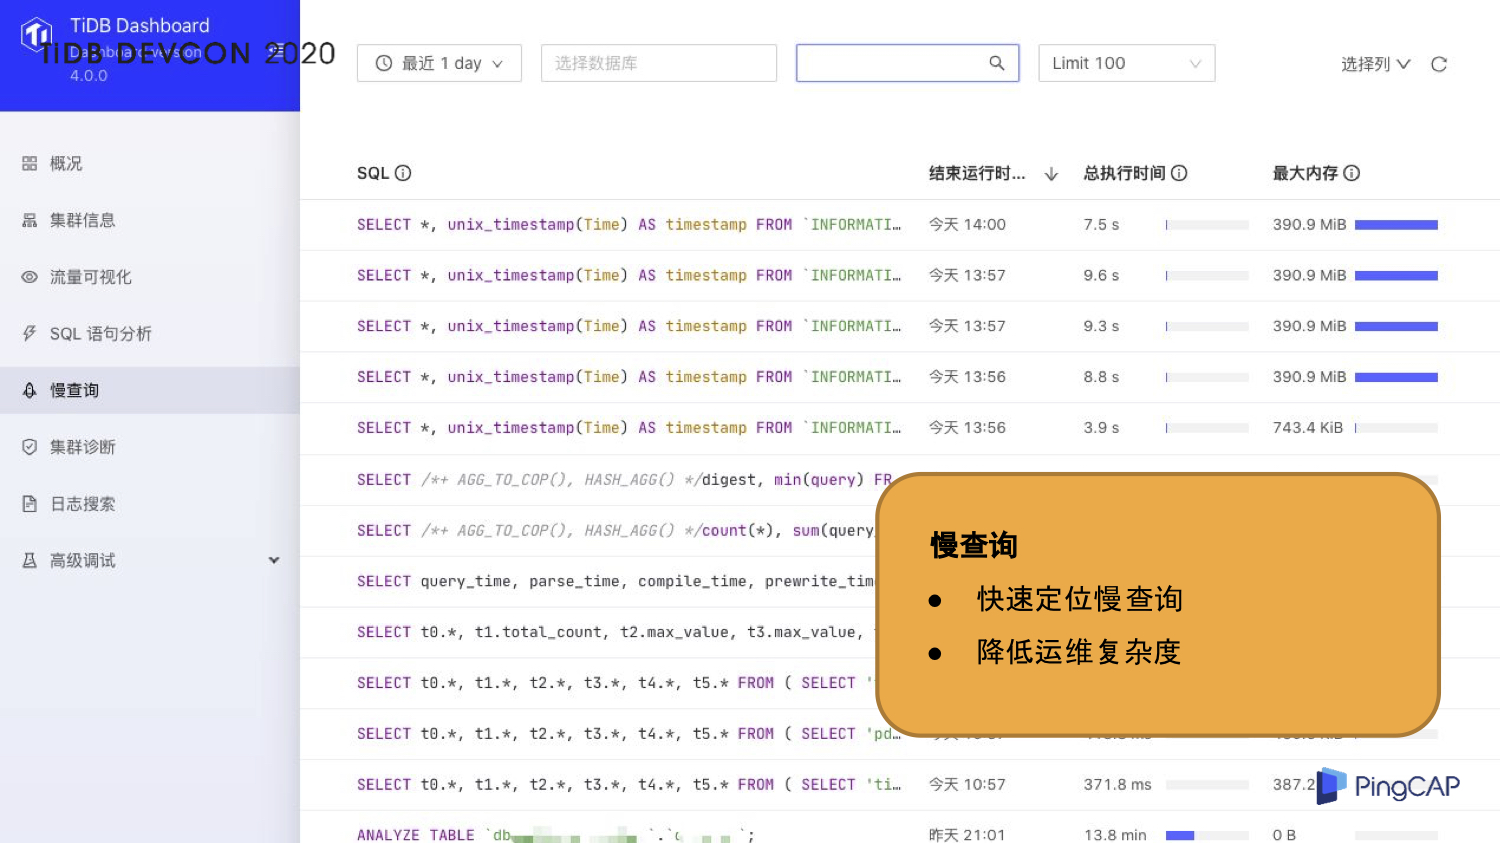 TiDB Dashboard
Dashboard version
4.0.0
TiDB DEVCON 2020
最近 1 day
选择数据库
Limit 100
选择列
概况
集群信息
流量可视化
SQL 语句分析
慢查询
集群诊断
日志搜索
高级调试
SQL 结束运行时... 总执行时间 最大内存
SELECT *, unix_timestamp(Time) AS timestamp FROM `INFORMATI… 今天 14:00 7.5 s 390.9 MiB
SELECT *, unix_timestamp(Time) AS timestamp FROM `INFORMATI… 今天 13:57 9.6 s 390.9 MiB
SELECT *, unix_timestamp(Time) AS timestamp FROM `INFORMATI… 今天 13:57 9.3 s 390.9 MiB
SELECT *, unix_timestamp(Time) AS timestamp FROM `INFORMATI… 今天 13:56 8.8 s 390.9 MiB
SELECT *, unix_timestamp(Time) AS timestamp FROM `INFORMATI… 今天 13:56 3.9 s 743.4 KiB
SELECT /*+ AGG_TO_COP(), HASH_AGG() */digest, min(query) FR
SELECT /*+ AGG_TO_COP(), HASH_AGG() */count(*), sum(query
SELECT query_time, parse_time, compile_time, prewrite_tim
SELECT t0.*, t1.total_count, t2.max_value, t3.max_value,
SELECT t0.*, t1.*, t2.*, t3.*, t4.*, t5.* FROM ( SELECT '
SELECT t0.*, t1.*, t2.*, t3.*, t4.*, t5.* FROM ( SELECT 'pd…
SELECT t0.*, t1.*, t2.*, t3.*, t4.*, t5.* FROM ( SELECT 'ti… 今天 10:57 371.8 ms 387.2
ANALYZE TABLE `db `.` `; 昨天 21:01 13.8 min 0 B
慢查询
● 快速定位慢查询
● 降低运维复杂度
PingCAP